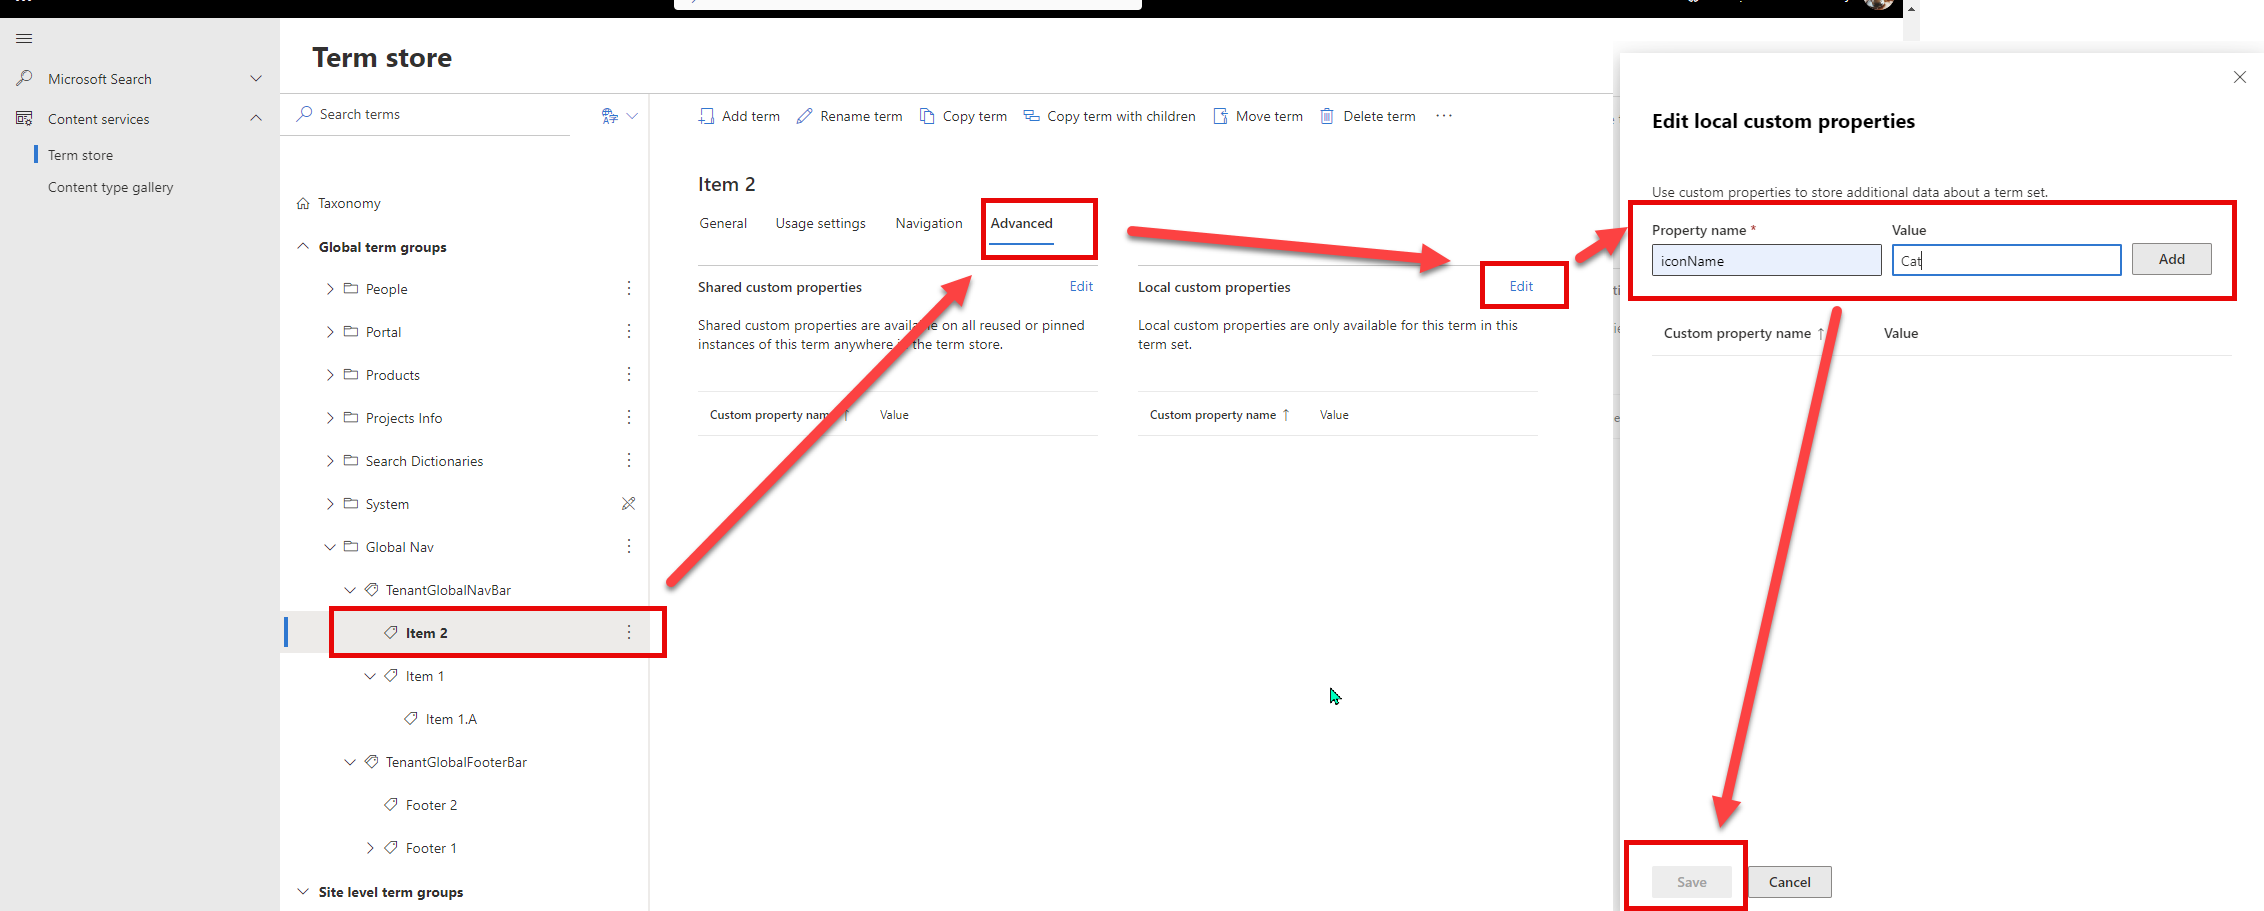 Term store
Microsoft Search
Content services
Term store
Content type gallery
Search terms
Taxonomy
Global term groups
People
Portal
Products
Projects Info
Search Dictionaries
System
Global Nav
TenantGlobalNavBar
Item 2
Item 1
Item 1.A
TenantGlobalFooterBar
Footer 2
Footer 1
Site level term groups
Add term
Rename term
Copy term
Copy term with children
Move term
Delete term
Item 2
General
Usage settings
Navigation
Advanced
Shared custom properties
Edit
Shared custom properties are available on all reused or pinned
instances of this term anywhere in the term store.
Custom property name ↑
Value
Local custom properties
Edit
Local custom properties are only available for this term in this
term set.
Custom property name ↑
Value
Edit local custom properties
Use custom properties to store additional data about a term set.
Property name *
Value
iconName
Cat
Add
Custom property name ↑
Value
Save
Cancel